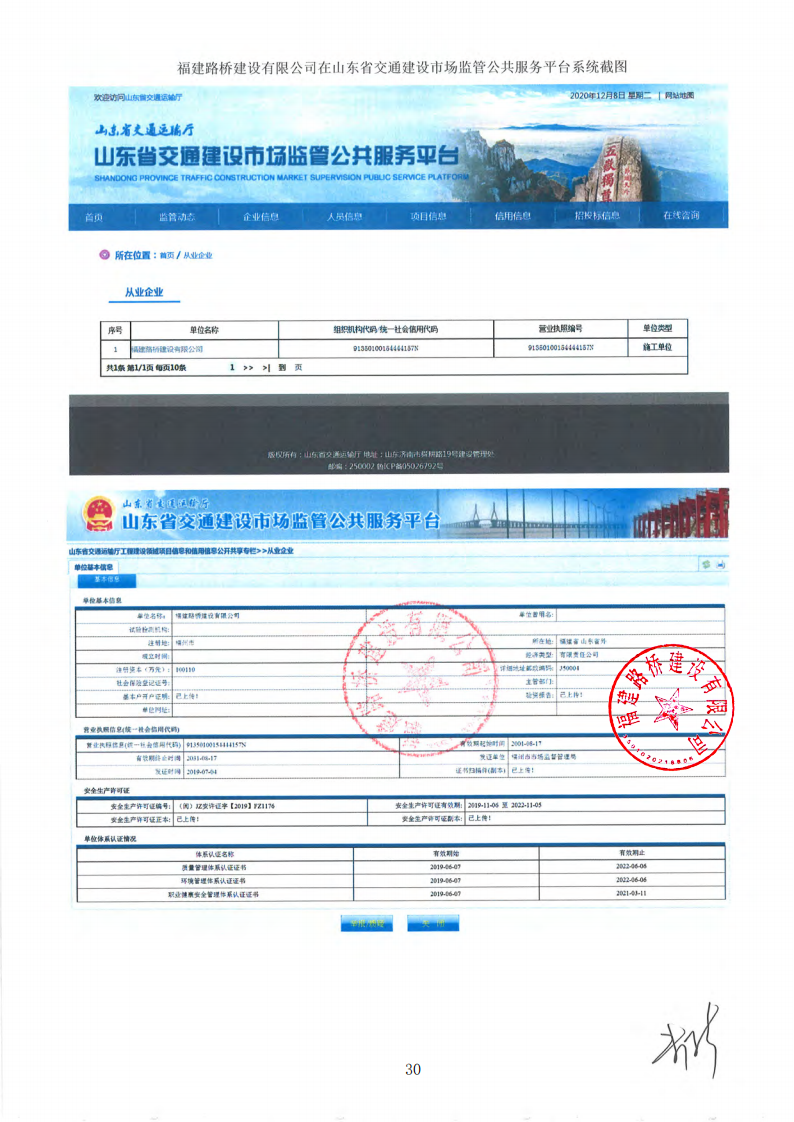 福建路桥建设有限公司在山东省交通建设市场监管公共服务平台系统截图
欢迎访问山东省交通运输厅
2020年12月8日 星期二 | 网站地图
山东省交通运输厅
山东省交通建设市场监管公共服务平台
SHANDONG PROVINCE TRAFFIC CONSTRUCTION MARKET SUPERVISION PUBLIC SERVICE PLATFORM
五嶽獨尊
首页 监管动态 企业信息 人员信息 项目信息 信用信息 招投标信息 在线咨询
所在位置：首页 / 从业企业
从业企业
序号 单位名称 组织机构代码/统一社会信用代码 营业执照编号 单位类型
1 福建路桥建设有限公司 91350100154444157N 91350100154444157N 施工单位
共1条 第1/1页 每页10条 1 >> >| 到 页
版权所有：山东省交通运输厅 地址：山东济南市舜耕路19号建设管理处
邮编：250002 鲁ICP备05026792号
山东省交通运输厅
山东省交通建设市场监管公共服务平台
山东省交通运输厅工程建设领域项目信息和信用信息公开共享专栏>>从业企业
单位基本信息
基本信息
单位基本信息
单位名称: 福建路桥建设有限公司 单位曾用名:
试验检测机构:
注册地: 福州市 所在地: 福建省 山东省外
成立时间: 经济类型: 有限责任公司
注册资本（万元）: 100110 详细地址邮政编码: 350004
社会保险登记证号: 主管部门:
基本户开户证明: 已上传! 验资报告: 已上传!
单位网址:
营业执照信息(统一社会信用代码)
营业执照信息(统一社会信用代码) 91350100154444157N 有效期起始时间 2001-08-17
有效期终止时间 2051-08-17 发证单位 福州市市场监督管理局
发证时间 2019-07-04 证书扫描件(副本) 已上传!
安全生产许可证
安全生产许可证编号: （闽）JZ安许证字【2019】FZ1176 安全生产许可证有效期: 2019-11-06 至 2022-11-05
安全生产许可证正本: 已上传! 安全生产许可证副本: 已上传!
单位体系认证情况
体系认证名称 有效期始 有效期止
质量管理体系认证证书 2019-06-07 2022-06-06
环境管理体系认证证书 2019-06-07 2022-06-06
职业健康安全管理体系认证证书 2019-06-07 2021-03-11
关 闭
福建路桥建设有限公司
30